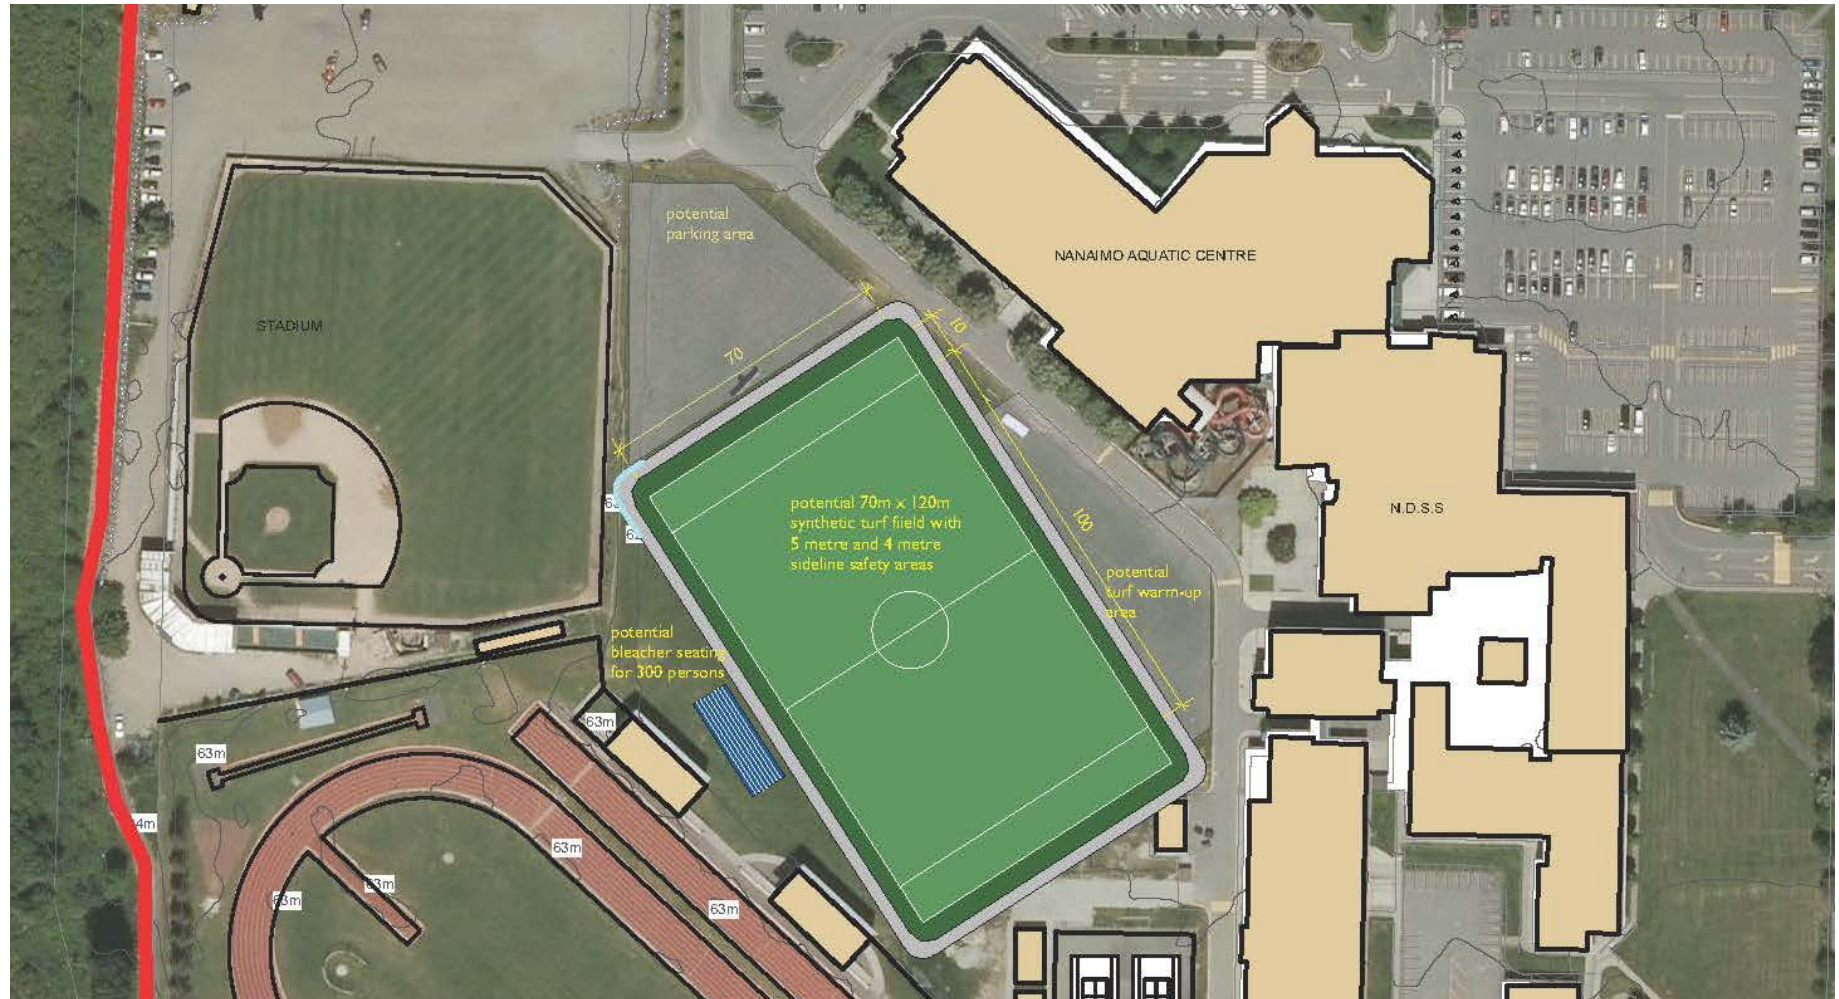 potential
parking area
NANAIMO AQUATIC CENTRE
STADIUM
10
70
potential 70m x 120m
synthetic turf fiield with
5 metre and 4 metre
sideline safety areas
N.D.S.S
100
potential
turf warm-up
area
potential
bleacher seating
for 300 persons
63m
63m
63m
63m
63m
63m